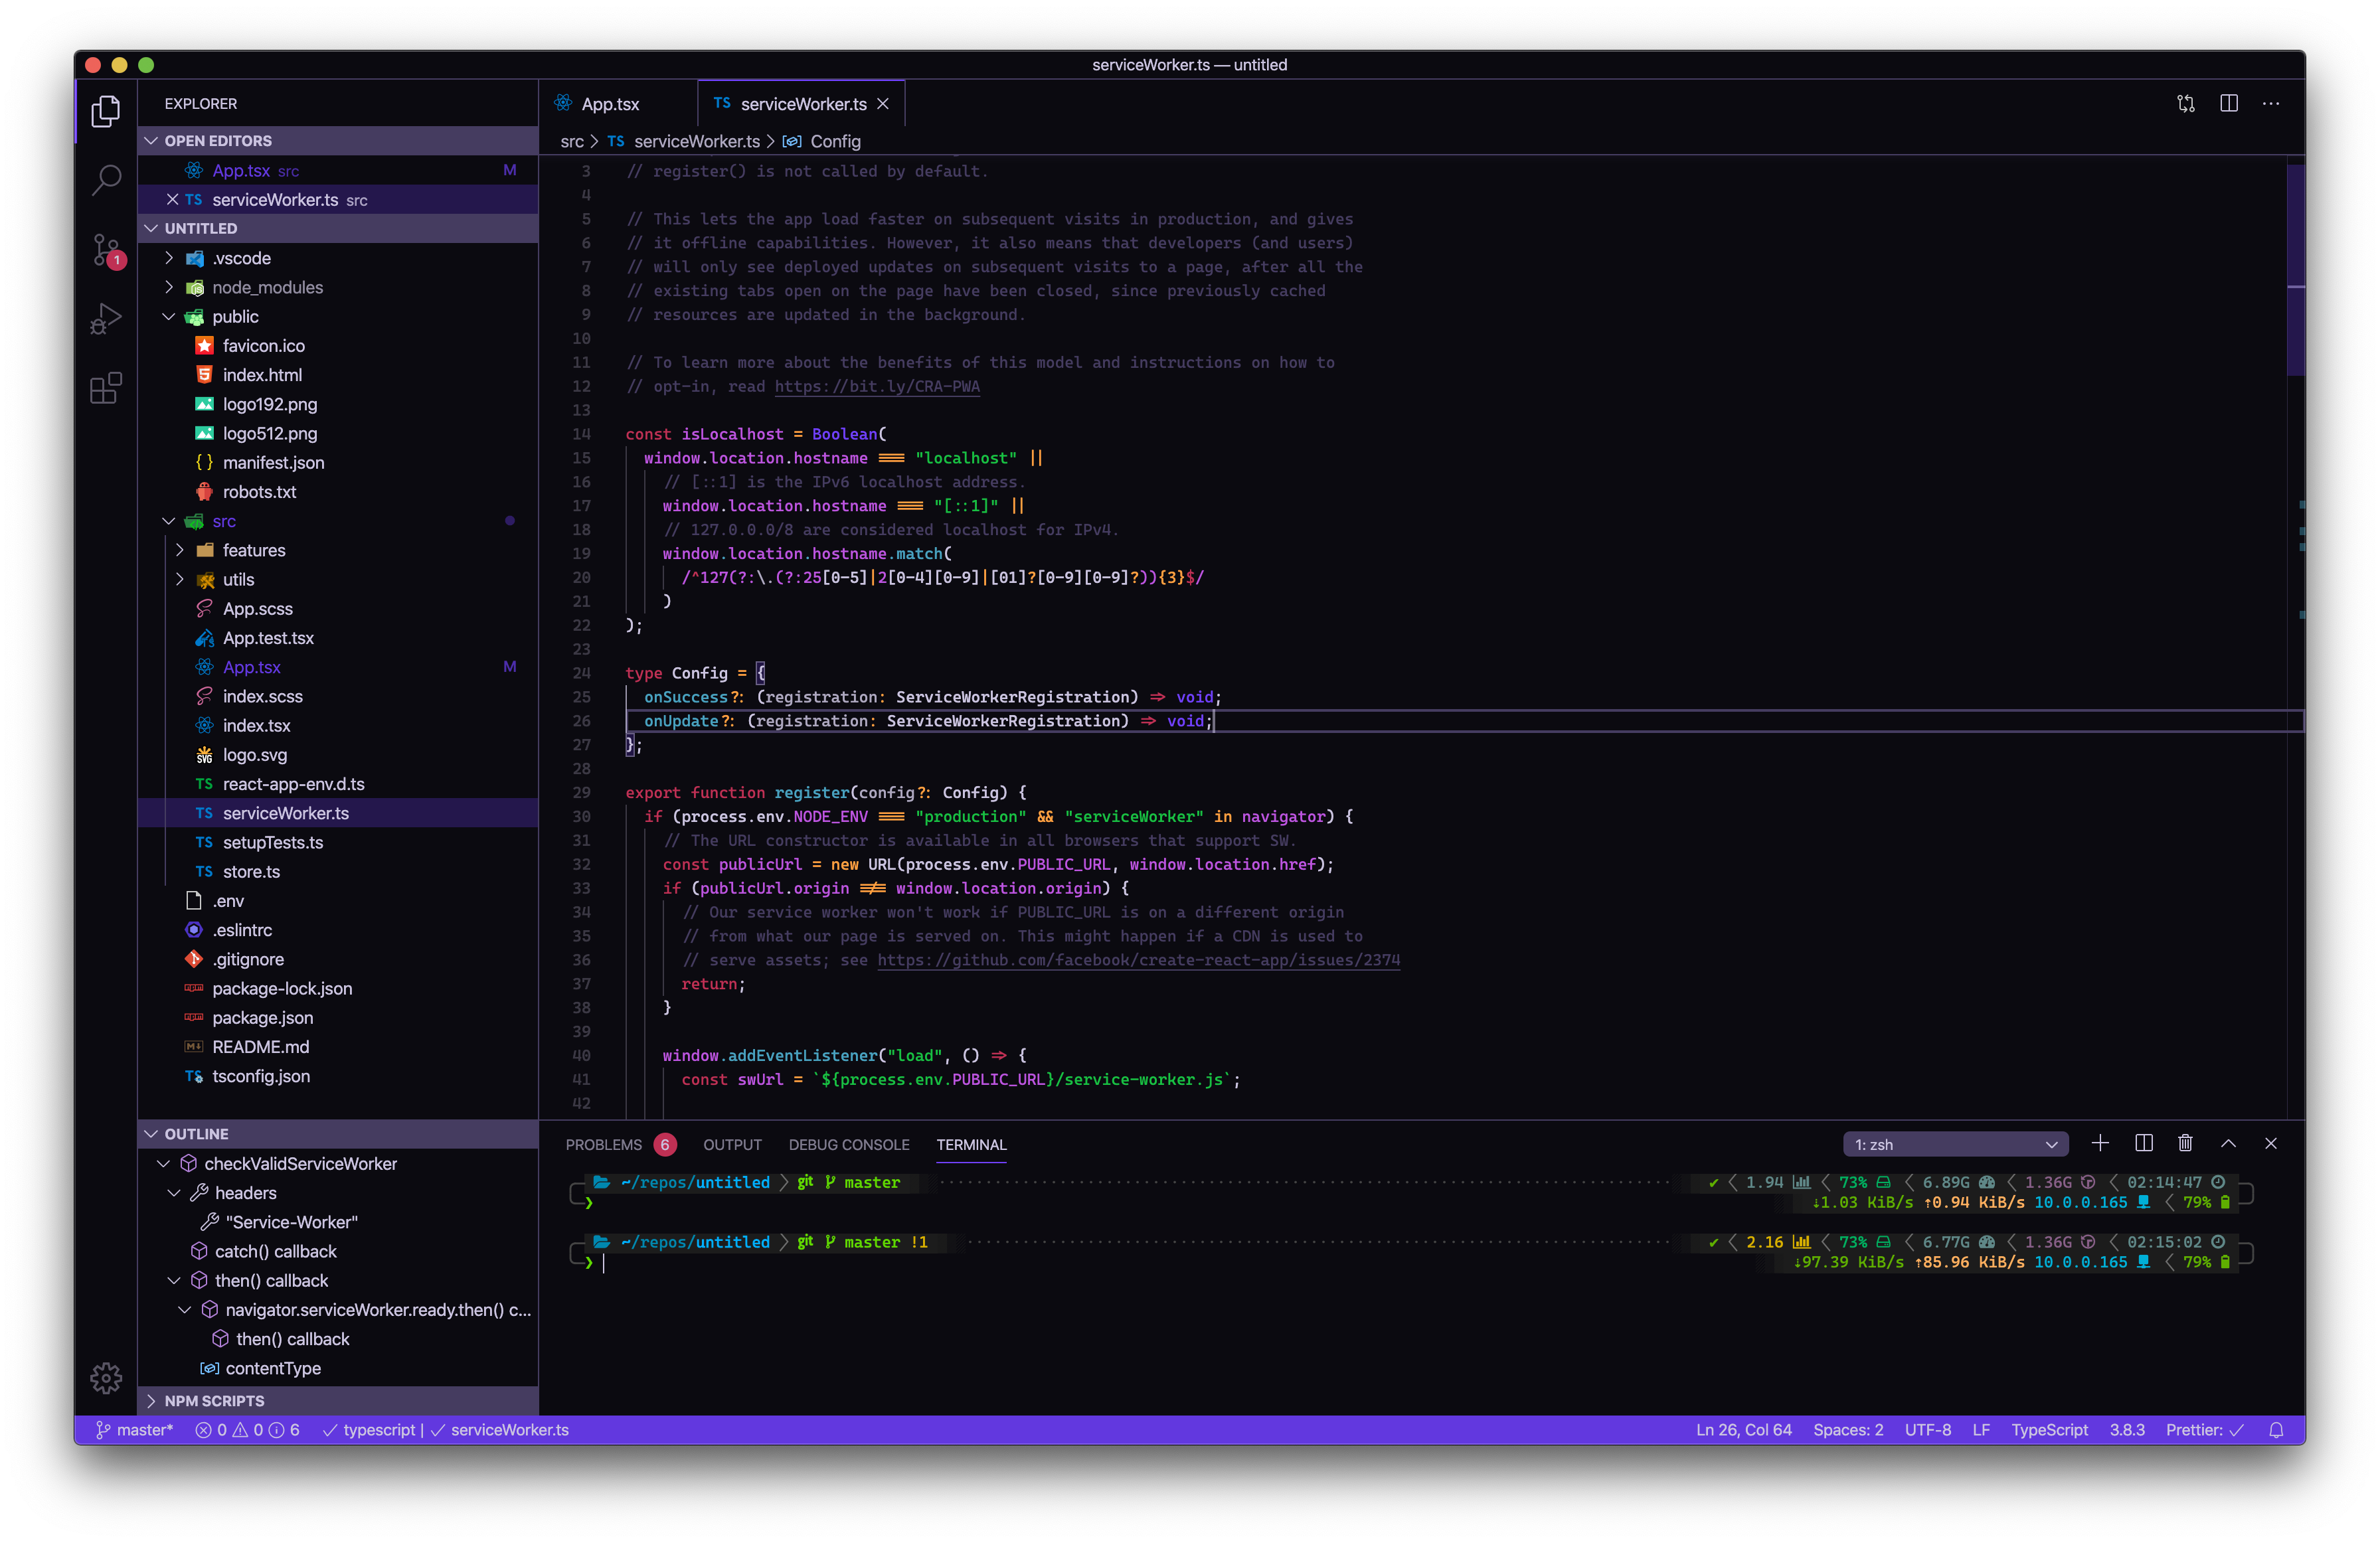 serviceWorker.ts — untitled
EXPLORER
OPEN EDITORS
App.tsx src M
TS serviceWorker.ts src
UNTITLED
.vscode
node_modules
public
favicon.ico
index.html
logo192.png
logo512.png
manifest.json
robots.txt
src
features
utils
App.scss
App.test.tsx
App.tsx M
index.scss
index.tsx
logo.svg
TS react-app-env.d.ts
TS serviceWorker.ts
TS setupTests.ts
TS store.ts
.env
.eslintrc
.gitignore
package-lock.json
package.json
README.md
tsconfig.json
OUTLINE
checkValidServiceWorker
headers
"Service-Worker"
catch() callback
then() callback
navigator.serviceWorker.ready.then() c...
then() callback
contentType
NPM SCRIPTS
1
App.tsx
TS serviceWorker.ts
src > TS serviceWorker.ts > Config
3 // register() is not called by default.
4
5 // This lets the app load faster on subsequent visits in production, and gives
6 // it offline capabilities. However, it also means that developers (and users)
7 // will only see deployed updates on subsequent visits to a page, after all the
8 // existing tabs open on the page have been closed, since previously cached
9 // resources are updated in the background.
10
11 // To learn more about the benefits of this model and instructions on how to
12 // opt-in, read https://bit.ly/CRA-PWA
13
14 const isLocalhost = Boolean(
15 window.location.hostname === "localhost" ||
16 // [::1] is the IPv6 localhost address.
17 window.location.hostname === "[::1]" ||
18 // 127.0.0.0/8 are considered localhost for IPv4.
19 window.location.hostname.match(
20 /^127(?:\.(?:25[0-5]|2[0-4][0-9]|[01]?[0-9][0-9]?)){3}$/
21 )
22 );
23
24 type Config = {
25 onSuccess?: (registration: ServiceWorkerRegistration) => void;
26 onUpdate?: (registration: ServiceWorkerRegistration) => void;
27 };
28
29 export function register(config?: Config) {
30 if (process.env.NODE_ENV === "production" && "serviceWorker" in navigator) {
31 // The URL constructor is available in all browsers that support SW.
32 const publicUrl = new URL(process.env.PUBLIC_URL, window.location.href);
33 if (publicUrl.origin !== window.location.origin) {
34 // Our service worker won't work if PUBLIC_URL is on a different origin
35 // from what our page is served on. This might happen if a CDN is used to
36 // serve assets; see https://github.com/facebook/create-react-app/issues/2374
37 return;
38 }
39
40 window.addEventListener("load", () => {
41 const swUrl = `${process.env.PUBLIC_URL}/service-worker.js`;
42
PROBLEMS 6 OUTPUT DEBUG CONSOLE TERMINAL 1: zsh
~/repos/untitled > git master ✔ < 1.94 < 73% < 6.89G < 1.36G < 02:14:47
❯ ↓1.03 KiB/s ↑0.94 KiB/s 10.0.0.165 < 79%
~/repos/untitled > git master !1 ✔ < 2.16 < 73% < 6.77G < 1.36G < 02:15:02
❯ ↓97.39 KiB/s ↑85.96 KiB/s 10.0.0.165 < 79%
master* 0 0 6 ✓ typescript | ✓ serviceWorker.ts Ln 26, Col 64 Spaces: 2 UTF-8 LF TypeScript 3.8.3 Prettier: ✓